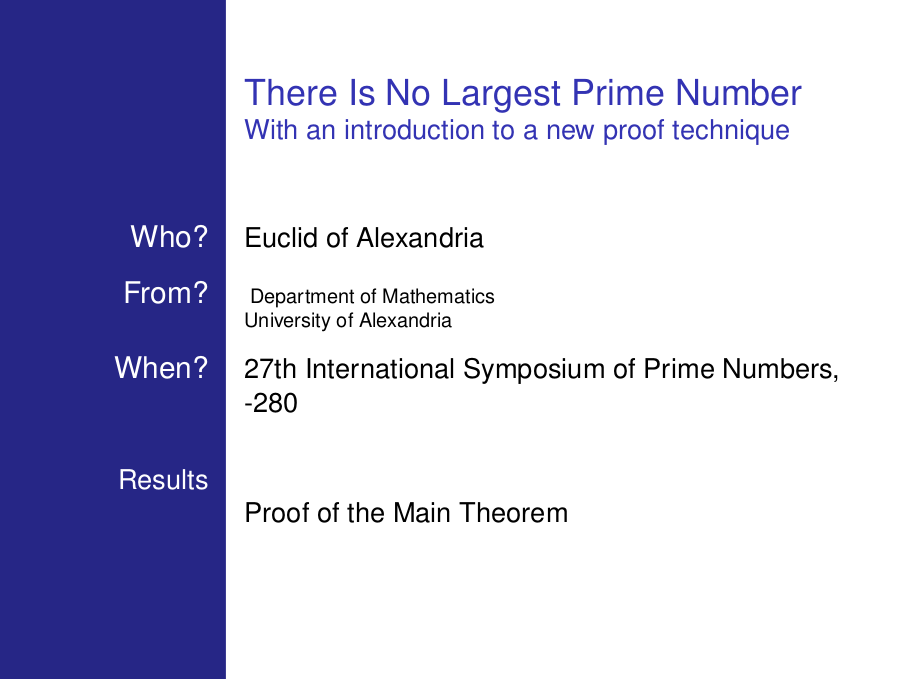 There Is No Largest Prime Number
With an introduction to a new proof technique
Who?
Euclid of Alexandria
From?
Department of Mathematics
University of Alexandria
When?
27th International Symposium of Prime Numbers,
-280
Results
Proof of the Main Theorem